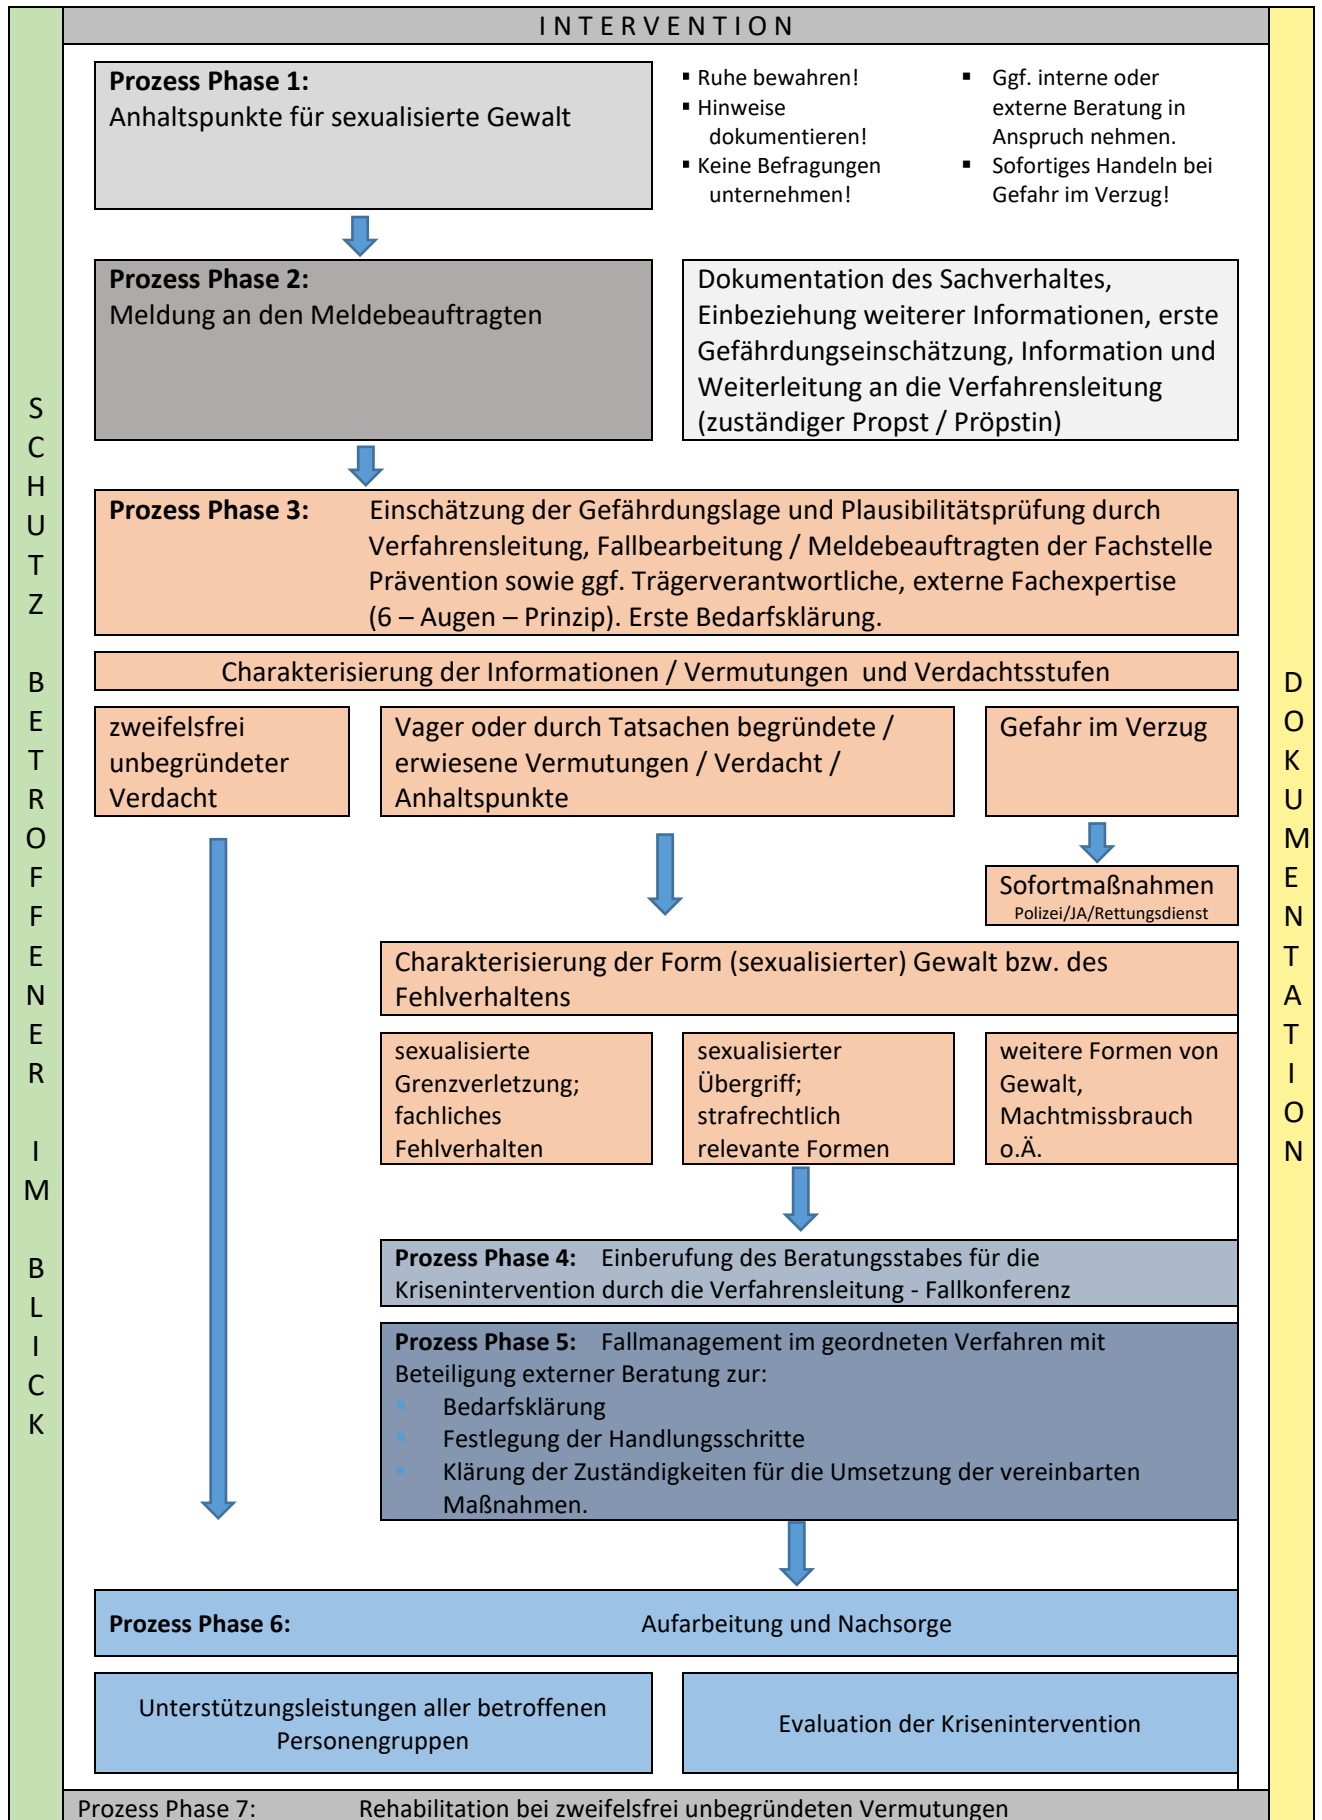 INTERVENTION
Prozess Phase 1:
Anhaltspunkte für sexualisierte Gewalt
▪ Ruhe bewahren!
▪ Hinweise
dokumentieren!
▪ Keine Befragungen
unternehmen!
▪ Ggf. interne oder
externe Beratung in
Anspruch nehmen.
▪ Sofortiges Handeln bei
Gefahr im Verzug!
Prozess Phase 2:
Meldung an den Meldebeauftragten
Dokumentation des Sachverhaltes,
Einbeziehung weiterer Informationen, erste
Gefährdungseinschätzung, Information und
Weiterleitung an die Verfahrensleitung
(zuständiger Propst / Pröpstin)
Prozess Phase 3: Einschätzung der Gefährdungslage und Plausibilitätsprüfung durch
Verfahrensleitung, Fallbearbeitung / Meldebeauftragten der Fachstelle
Prävention sowie ggf. Trägerverantwortliche, externe Fachexpertise
(6 – Augen – Prinzip). Erste Bedarfsklärung.
Charakterisierung der Informationen / Vermutungen und Verdachtsstufen
zweifelsfrei
unbegründeter
Verdacht
Vager oder durch Tatsachen begründete /
erwiesene Vermutungen / Verdacht /
Anhaltspunkte
Gefahr im Verzug
Sofortmaßnahmen
Polizei/JA/Rettungsdienst
Charakterisierung der Form (sexualisierter) Gewalt bzw. des
Fehlverhaltens
sexualisierte
Grenzverletzung;
fachliches
Fehlverhalten
sexualisierter
Übergriff;
strafrechtlich
relevante Formen
weitere Formen von
Gewalt,
Machtmissbrauch
o.Ä.
Prozess Phase 4: Einberufung des Beratungsstabes für die
Krisenintervention durch die Verfahrensleitung - Fallkonferenz
Prozess Phase 5: Fallmanagement im geordneten Verfahren mit
Beteiligung externer Beratung zur:
▪ Bedarfsklärung
▪ Festlegung der Handlungsschritte
▪ Klärung der Zuständigkeiten für die Umsetzung der vereinbarten
Maßnahmen.
Prozess Phase 6: Aufarbeitung und Nachsorge
Unterstützungsleistungen aller betroffenen
Personengruppen
Evaluation der Krisenintervention
Prozess Phase 7: Rehabilitation bei zweifelsfrei unbegründeten Vermutungen
SCHUTZ BETROFFENER IM BLICK
DOKUMENTATION